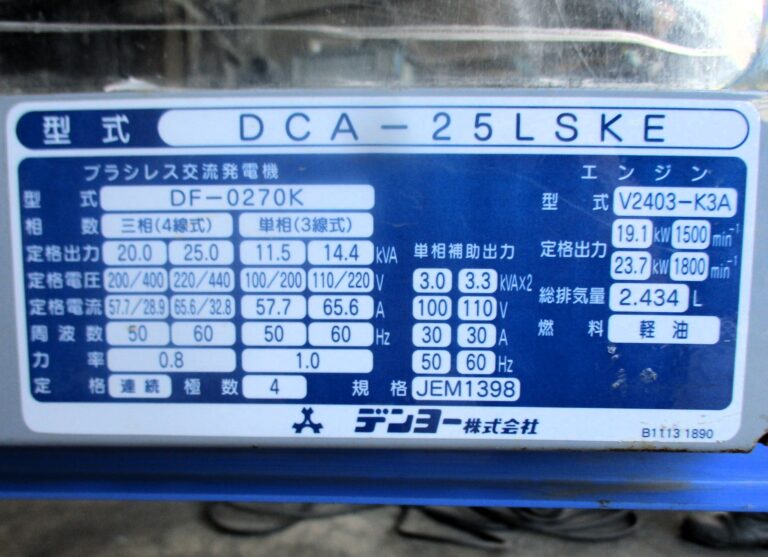 型式 DCA-25LSKE
ブラシレス交流発電機
型式 DF-0270K
相数 三相(4線式) 単相(3線式)
定格出力 20.0 25.0 11.5 14.4 kVA
定格電圧 200/400 220/440 100/200 110/220 V
定格電流 57.7/28.9 65.6/32.8 57.7 65.6 A
周波数 50 60 50 60 Hz
力率 0.8 1.0
定格 連続 極数 4 規格 JEM1398
単相補助出力
3.0 3.3 kVA×2
100 110 V
30 30 A
50 60 Hz
エンジン
型式 V2403-K3A
定格出力 19.1 kW 1500 min⁻¹
23.7 kW 1800 min⁻¹
総排気量 2.434 L
燃料 軽油
デンヨー株式会社
B1113 1890